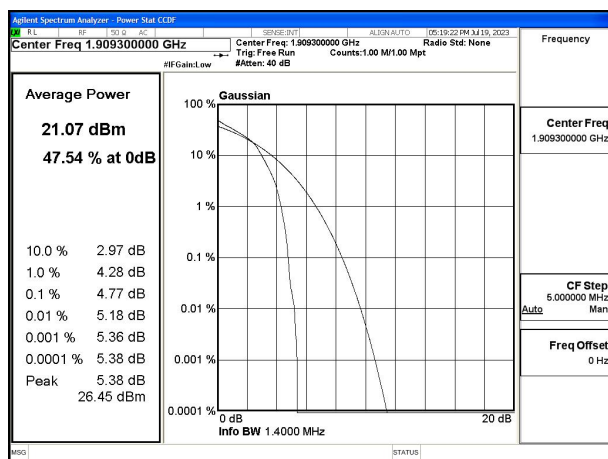 Agilent Spectrum Analyzer - Power Stat CCDF
RL RF 50 Ω AC SENSE:INT ALIGN AUTO 05:19:22 PM Jul 19, 2023
Center Freq 1.909300000 GHz
Center Freq: 1.909300000 GHz Radio Std: None
Trig: Free Run Counts:1.00 M/1.00 Mpt
#IFGain:Low #Atten: 40 dB
Frequency
Average Power
21.07 dBm
47.54 % at 0dB
10.0 % 2.97 dB
1.0 % 4.28 dB
0.1 % 4.77 dB
0.01 % 5.18 dB
0.001 % 5.36 dB
0.0001 % 5.38 dB
Peak 5.38 dB
26.45 dBm
Gaussian
100 %
10 %
1 %
0.1 %
0.01 %
0.001 %
0.0001 %
0 dB 20 dB
Info BW 1.4000 MHz
Center Freq
1.909300000 GHz
CF Step
5.000000 MHz
Auto Man
Freq Offset
0 Hz
MSG STATUS